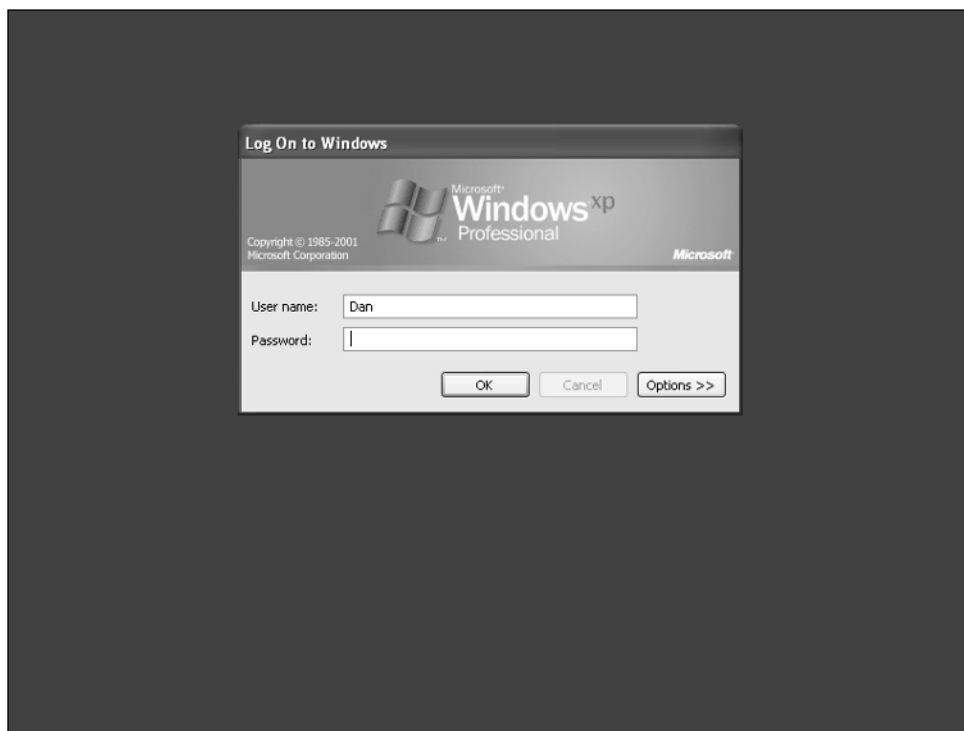 Log On to Windows
Microsoft®
Windows xp
Professional
Copyright © 1985-2001
Microsoft Corporation
Microsoft
User name: Dan
Password:
OK Cancel Options >>